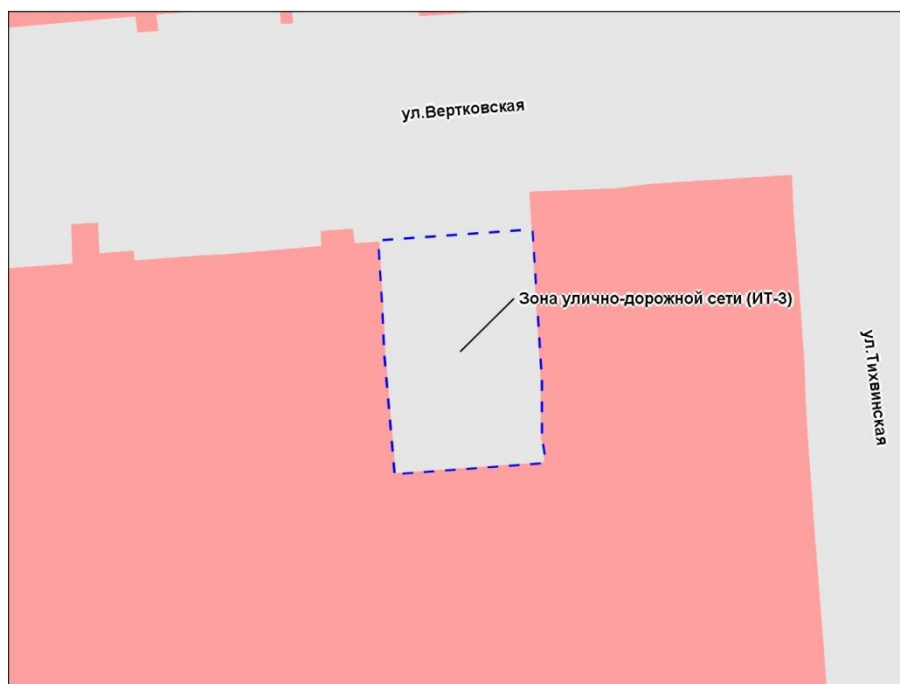 ул.Вертковская
Зона улично-дорожной сети (ИТ-3)
ул.Тихвинская